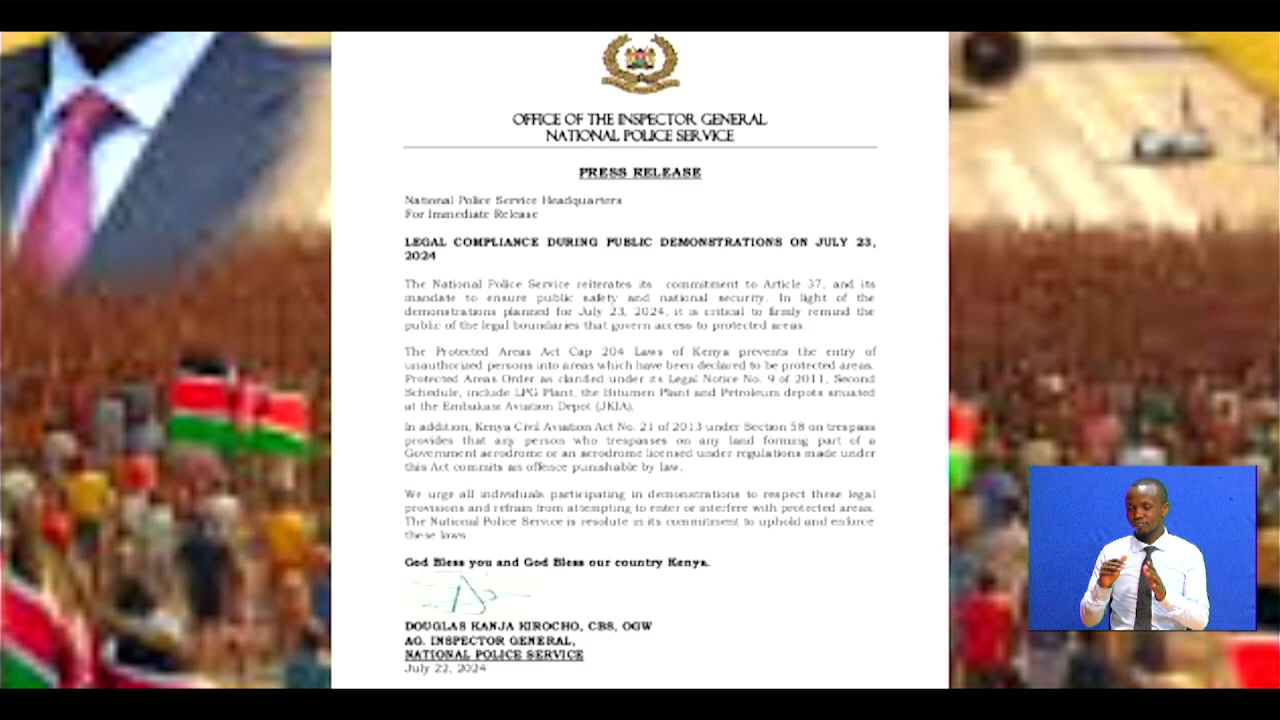 OFFICE OF THE INSPECTOR GENERAL
NATIONAL POLICE SERVICE
PRESS RELEASE
National Police Service Headquarters
For Immediate Release
LEGAL COMPLIANCE DURING PUBLIC DEMONSTRATIONS ON JULY 23,
2024
The National Police Service reiterates its commitment to Article 37, and its
mandate to ensure public safety and national security. In light of the
demonstrations planned for July 23, 2024, it is critical to firmly remind the
public of the legal boundaries that govern access to protected areas.
The Protected Areas Act Cap 204 Laws of Kenya prevents the entry of
unauthorized persons into areas which have been declared to be protected areas.
Protected Areas Order as clarified under its Legal Notice No. 9 of 2011, Second
Schedule, include LPG Plant, the Bitumen Plant and Petroleum depots situated
at the Embakasi Aviation Depot (JKIA).
In addition, Kenya Civil Aviation Act No. 21 of 2013 under Section 58 on trespass
provides that any person who trespasses on any land forming part of a
Government aerodrome or an aerodrome licensed under regulations made under
this Act commits an offence punishable by law.
We urge all individuals participating in demonstrations to respect these legal
provisions and refrain from attempting to enter or interfere with protected areas.
The National Police Service is resolute in its commitment to uphold and enforce
these laws.
God Bless you and God Bless our country Kenya.
DOUGLAS KANJA KIROCHO, CBS, OGW
AG. INSPECTOR GENERAL,
NATIONAL POLICE SERVICE
July 22, 2024